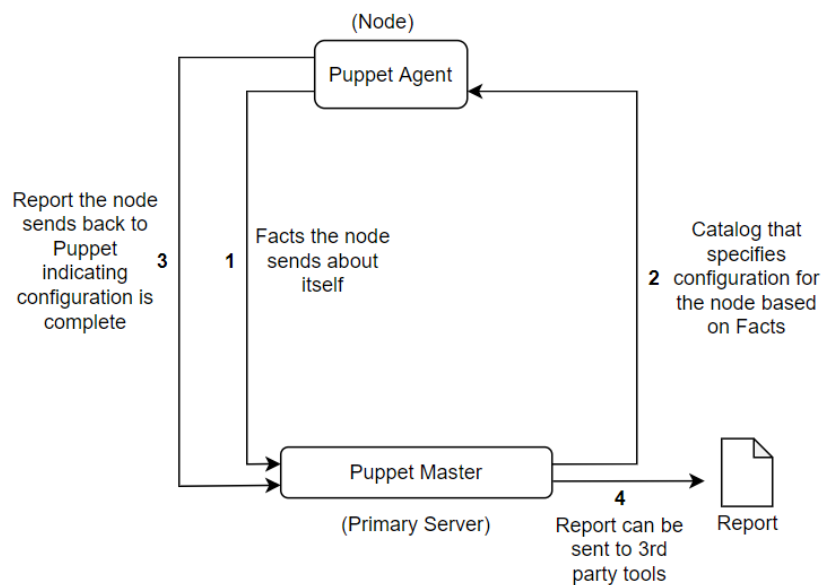 (Node)
Puppet Agent
Report the node
sends back to
Puppet
indicating
configuration is
complete
3
1
Facts the node
sends about
itself
2
Catalog that
specifies
configuration for
the node based
on Facts
Puppet Master
(Primary Server)
4
Report can be
sent to 3rd
party tools
Report